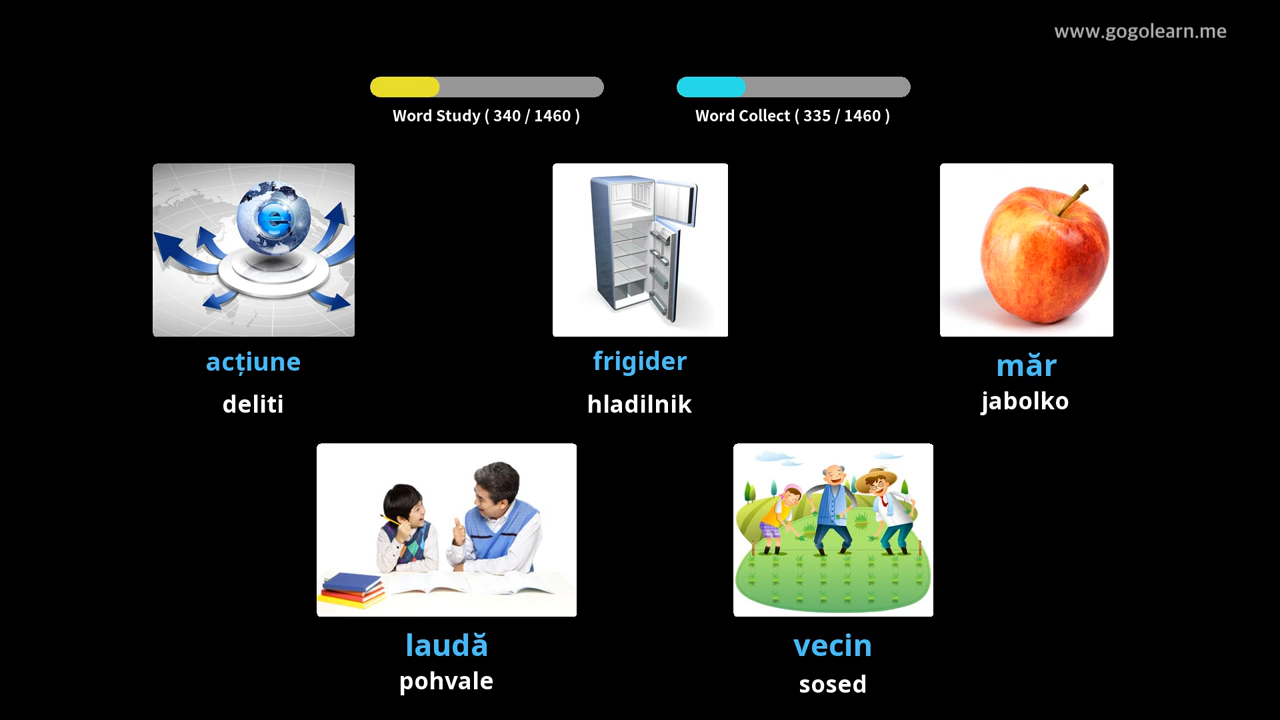 www.gogolearn.me
Word Study ( 340 / 1460 )
Word Collect ( 335 / 1460 )
e
acțiune
frigider
măr
deliti
hladilnik
jabolko
laudă
vecin
pohvale
sosed